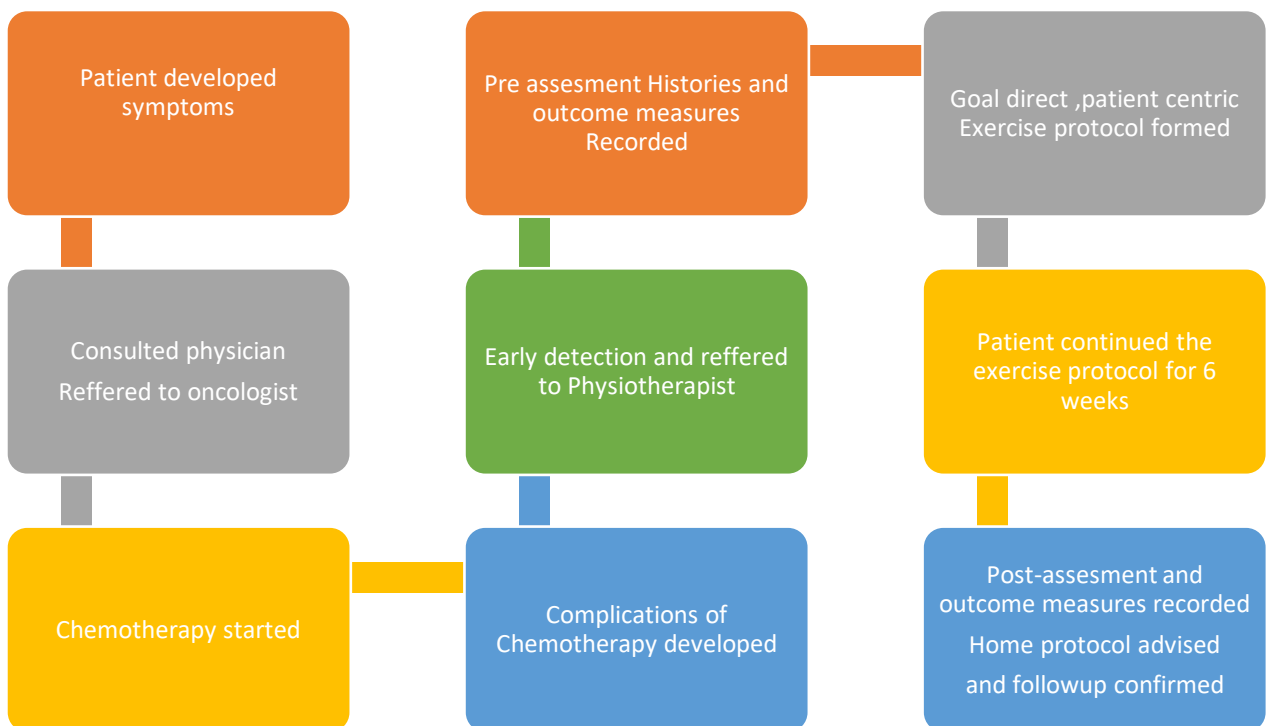 Patient developed
symptoms
Consulted physician
Reffered to oncologist
Chemotherapy started
Complications of
Chemotherapy developed
Early detection and reffered
to Physiotherapist
Pre assesment Histories and
outcome measures
Recorded
Goal direct ,patient centric
Exercise protocol formed
Patient continued the
exercise protocol for 6
weeks
Post-assesment and
outcome measures recorded
Home protocol advised
and followup confirmed